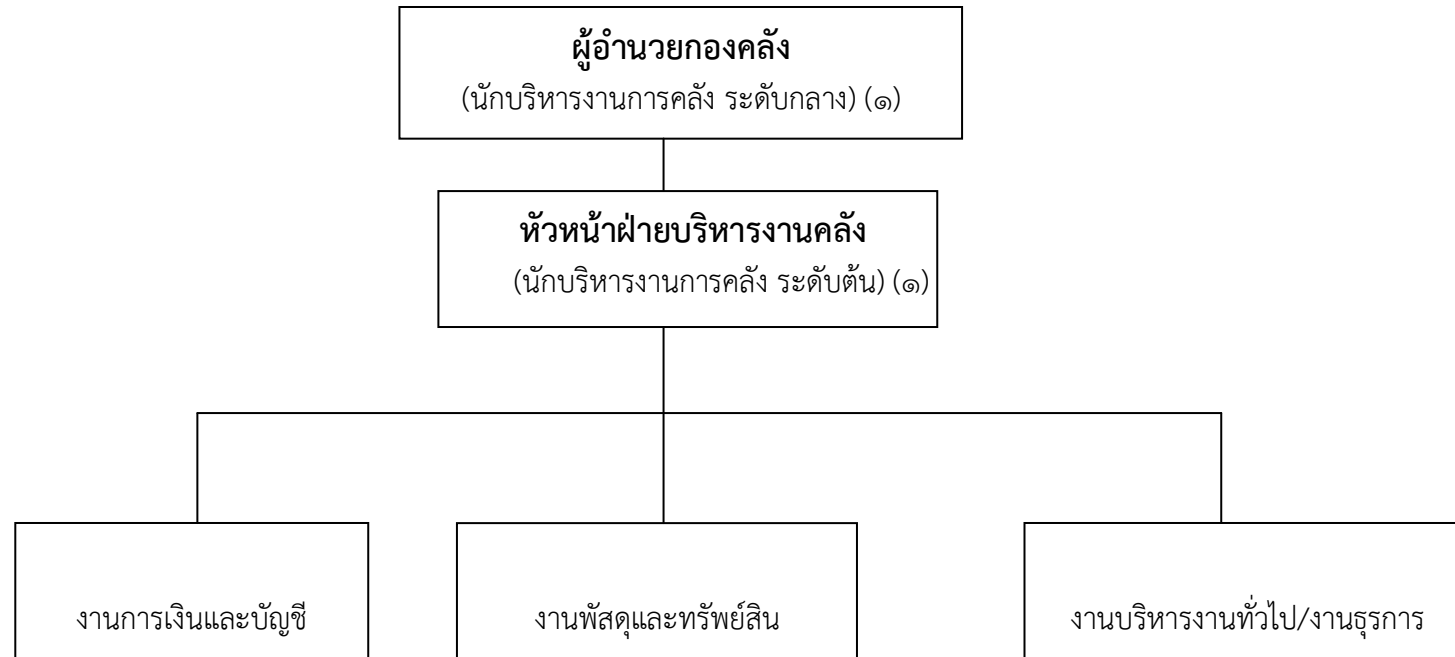 ผู้อำนวยกองคลัง
(นักบริหารงานการคลัง ระดับกลาง) (๑)
หัวหน้าฝ่ายบริหารงานคลัง
(นักบริหารงานการคลัง ระดับต้น) (๑)
งานการเงินและบัญชี
งานพัสดุและทรัพย์สิน
งานบริหารงานทั่วไป/งานธุรการ